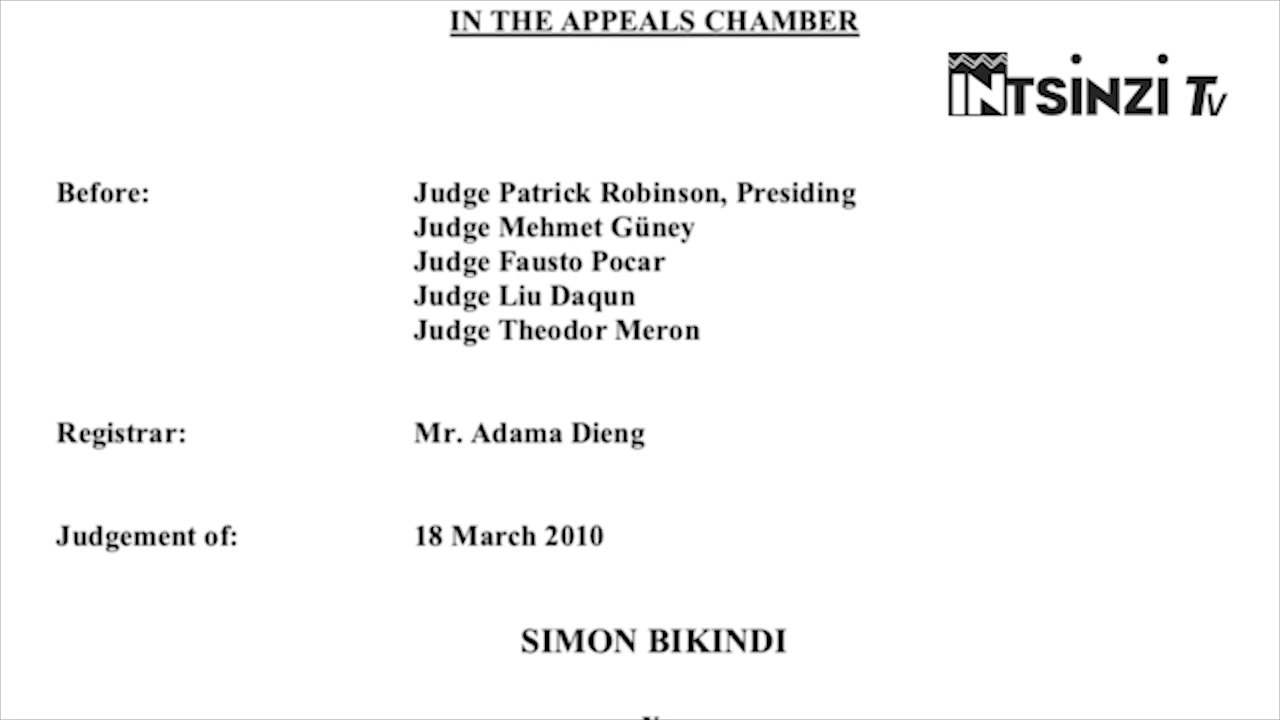 IN THE APPEALS CHAMBER
INTSINZI TV
Before: Judge Patrick Robinson, Presiding
Judge Mehmet Güney
Judge Fausto Pocar
Judge Liu Daqun
Judge Theodor Meron
Registrar: Mr. Adama Dieng
Judgement of: 18 March 2010
SIMON BIKINDI